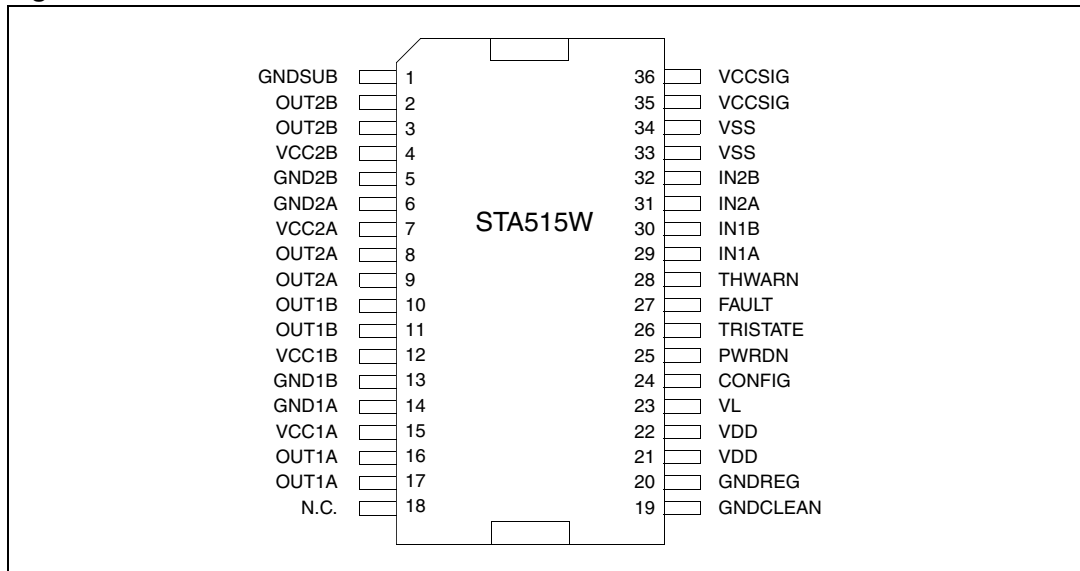 GNDSUB 1 36 VCCSIG
OUT2B 2 35 VCCSIG
OUT2B 3 34 VSS
VCC2B 4 33 VSS
GND2B 5 32 IN2B
GND2A 6 31 IN2A
STA515W
VCC2A 7 30 IN1B
OUT2A 8 29 IN1A
OUT2A 9 28 THWARN
OUT1B 10 27 FAULT
OUT1B 11 26 TRISTATE
VCC1B 12 25 PWRDN
GND1B 13 24 CONFIG
GND1A 14 23 VL
VCC1A 15 22 VDD
OUT1A 16 21 VDD
OUT1A 17 20 GNDREG
N.C. 18 19 GNDCLEAN